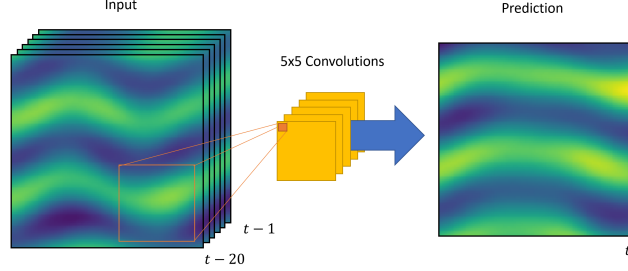 Input
Prediction
5x5 Convolutions
t − 1
t − 20
t